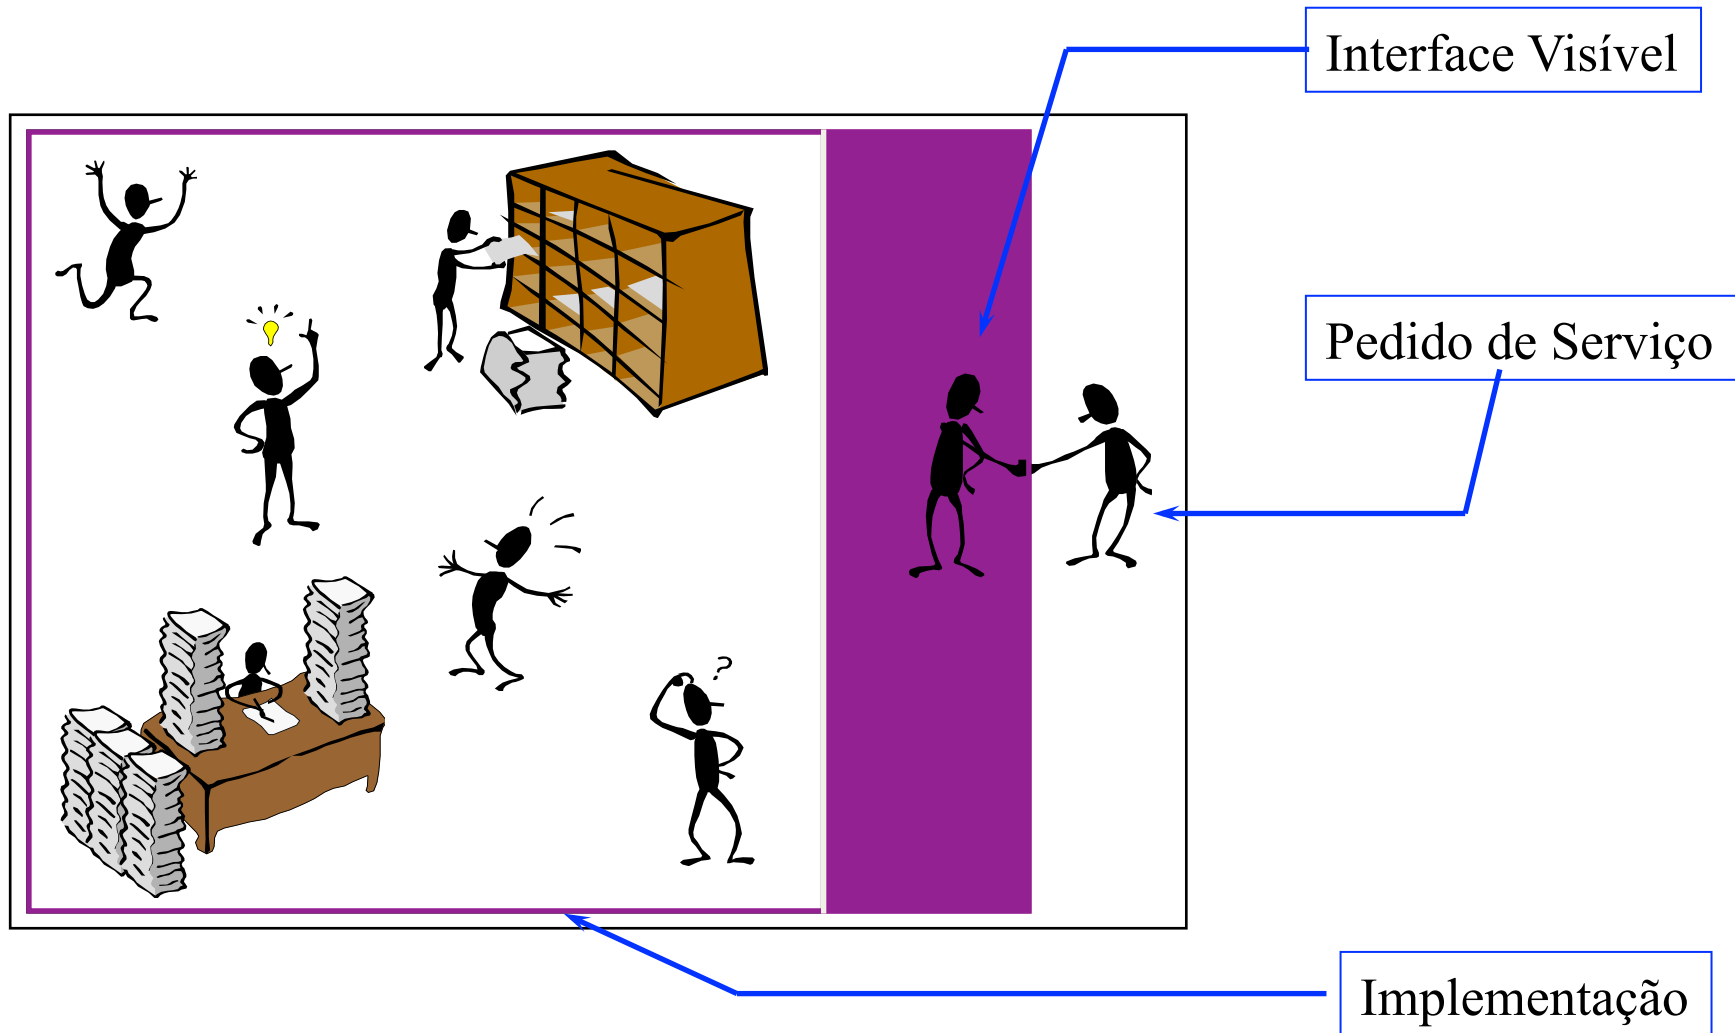 Interface Visível
Pedido de Serviço
?
Implementação